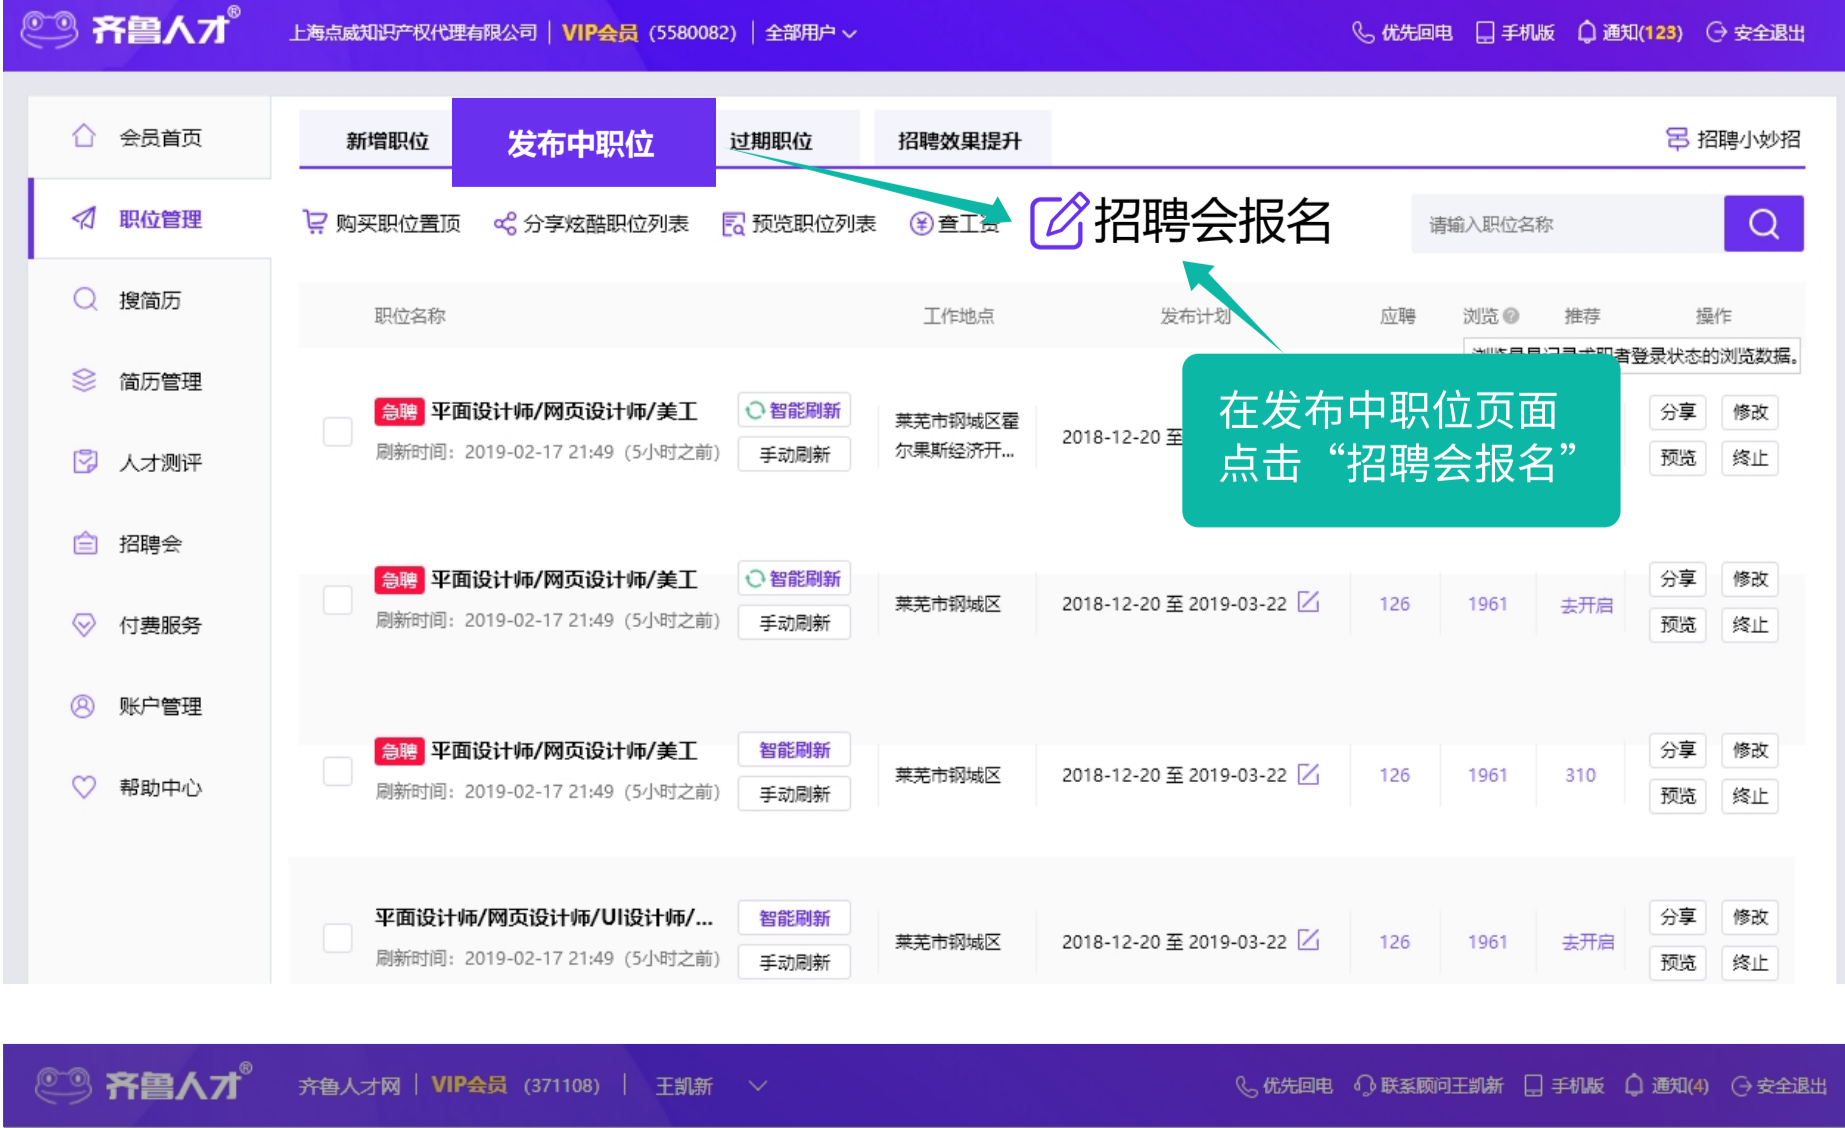 齐鲁人才® 上海点威知识产权代理有限公司 VIP会员 (5580082) 全部用户 优先回电 手机版 通知(123) 安全退出
会员首页
职位管理
搜简历
简历管理
人才测评
招聘会
付费服务
账户管理
帮助中心
新增职位 发布中职位 过期职位 招聘效果提升 招聘小妙招
购买职位置顶 分享炫酷职位列表 预览职位列表 查工资 招聘会报名 请输入职位名称
职位名称 工作地点 发布计划 应聘 浏览 推荐 操作
者登录状态的浏览数据。
在发布中职位页面
点击“招聘会报名”
急聘 平面设计师/网页设计师/美工 智能刷新
刷新时间：2019-02-17 21:49 (5小时之前) 手动刷新
莱芜市钢城区霍
尔果斯经济开...
2018-12-20 至
分享 修改
预览 终止
急聘 平面设计师/网页设计师/美工 智能刷新
刷新时间：2019-02-17 21:49 (5小时之前) 手动刷新
莱芜市钢城区 2018-12-20 至 2019-03-22 126 1961 去开启
分享 修改
预览 终止
急聘 平面设计师/网页设计师/美工 智能刷新
刷新时间：2019-02-17 21:49 (5小时之前) 手动刷新
莱芜市钢城区 2018-12-20 至 2019-03-22 126 1961 310
分享 修改
预览 终止
平面设计师/网页设计师/UI设计师/... 智能刷新
刷新时间：2019-02-17 21:49 (5小时之前) 手动刷新
莱芜市钢城区 2018-12-20 至 2019-03-22 126 1961 去开启
分享 修改
预览 终止
齐鲁人才® 齐鲁人才网 VIP会员 (371108) 王凯新 优先回电 联系顾问王凯新 手机版 通知(4) 安全退出